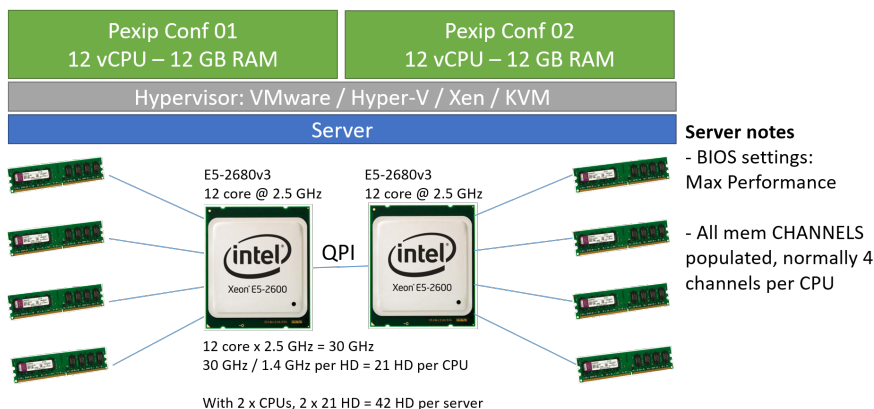 Pexip Conf 01
12 vCPU – 12 GB RAM
Pexip Conf 02
12 vCPU – 12 GB RAM
Hypervisor: VMware / Hyper-V / Xen / KVM
Server
Server notes
- BIOS settings:
Max Performance
- All mem CHANNELS
populated, normally 4
channels per CPU
E5-2680v3
12 core @ 2.5 GHz
E5-2680v3
12 core @ 2.5 GHz
intel
Xeon® E5-2600
QPI
intel
Xeon® E5-2600
12 core x 2.5 GHz = 30 GHz
30 GHz / 1.4 GHz per HD = 21 HD per CPU
With 2 x CPUs, 2 x 21 HD = 42 HD per server